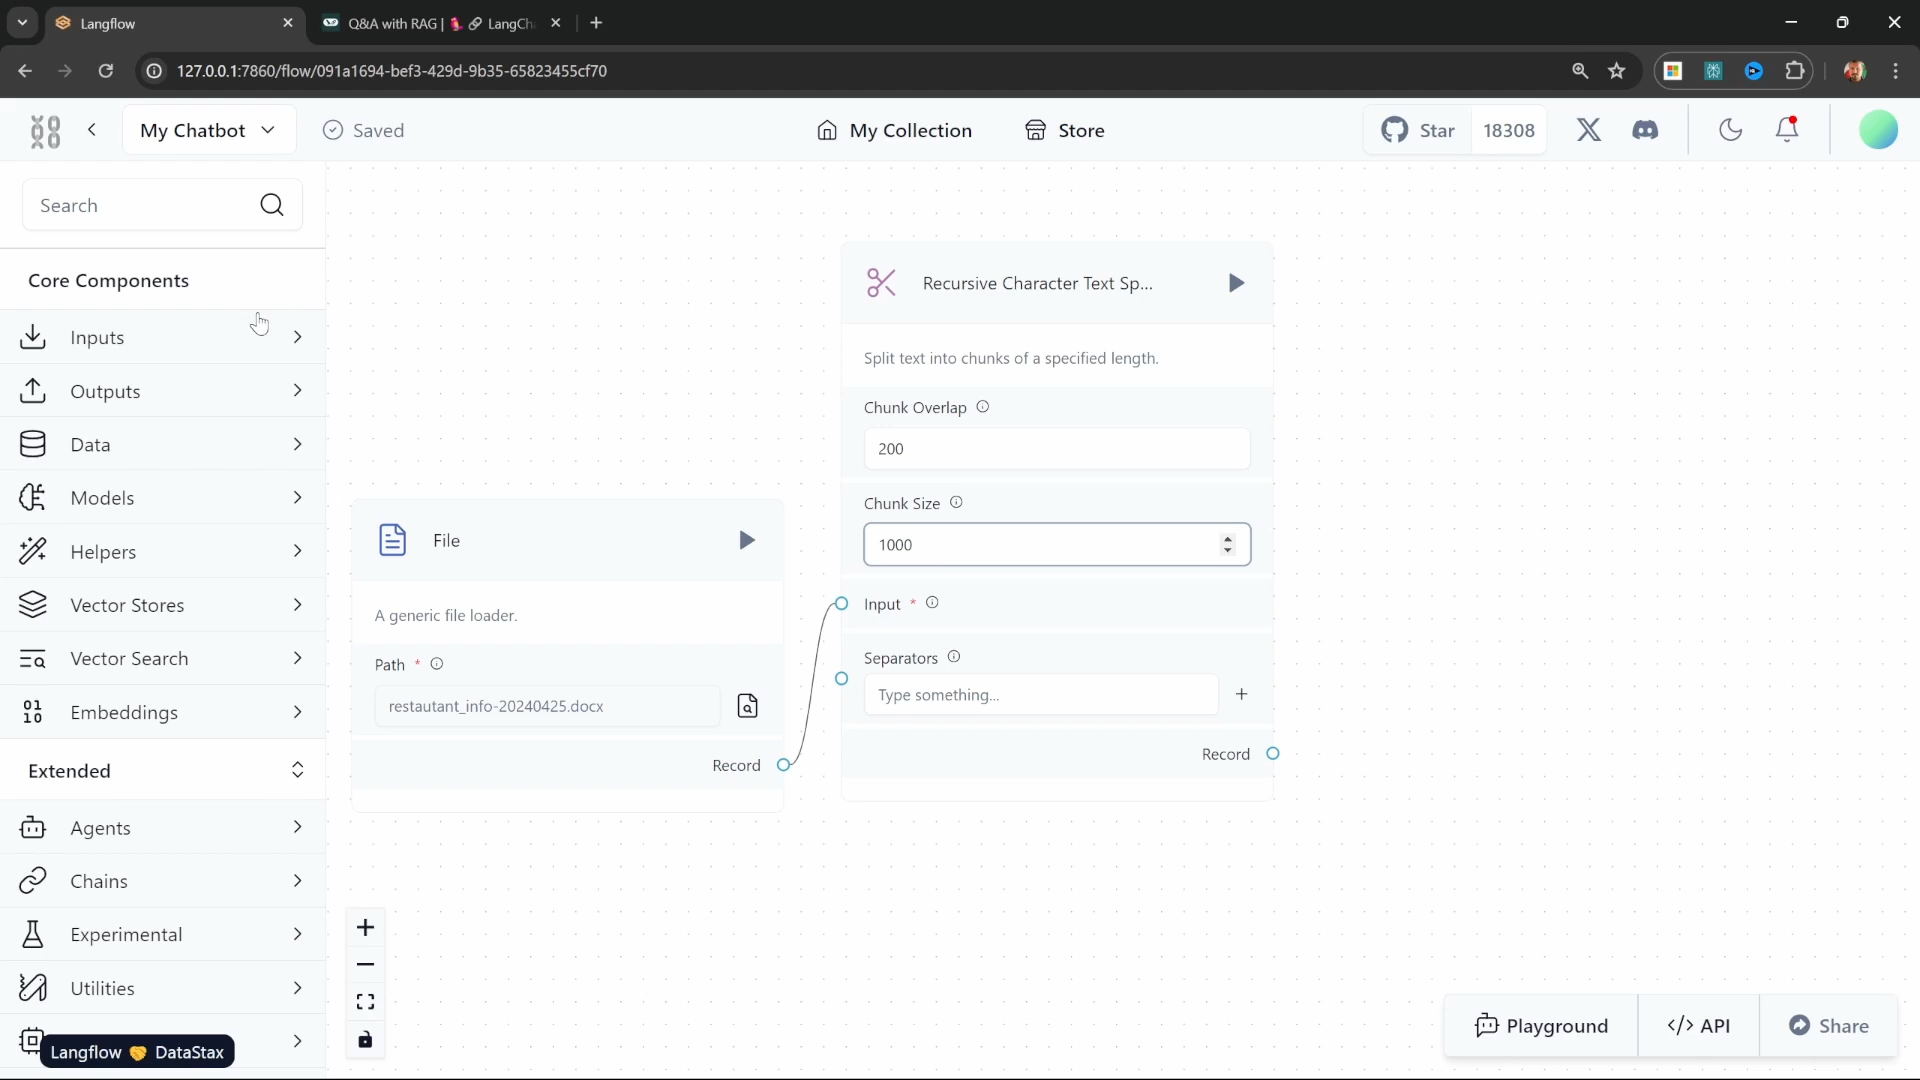 Langflow
Q&A with RAG | 🦜🔗 LangCh
127.0.0.1:7860/flow/091a1694-bef3-429d-9b35-65823455cf70
My Chatbot
Saved
My Collection
Store
Star
18308
Search
Core Components
Inputs
Outputs
Data
Models
Helpers
Vector Stores
Vector Search
Embeddings
Extended
Agents
Chains
Experimental
Utilities
Langflow 🤝 DataStax
File
A generic file loader.
Path *
restautant_info-20240425.docx
Record
Recursive Character Text Sp...
Split text into chunks of a specified length.
Chunk Overlap
200
Chunk Size
1000
Input *
Separators
Type something...
Record
Playground
</> API
Share